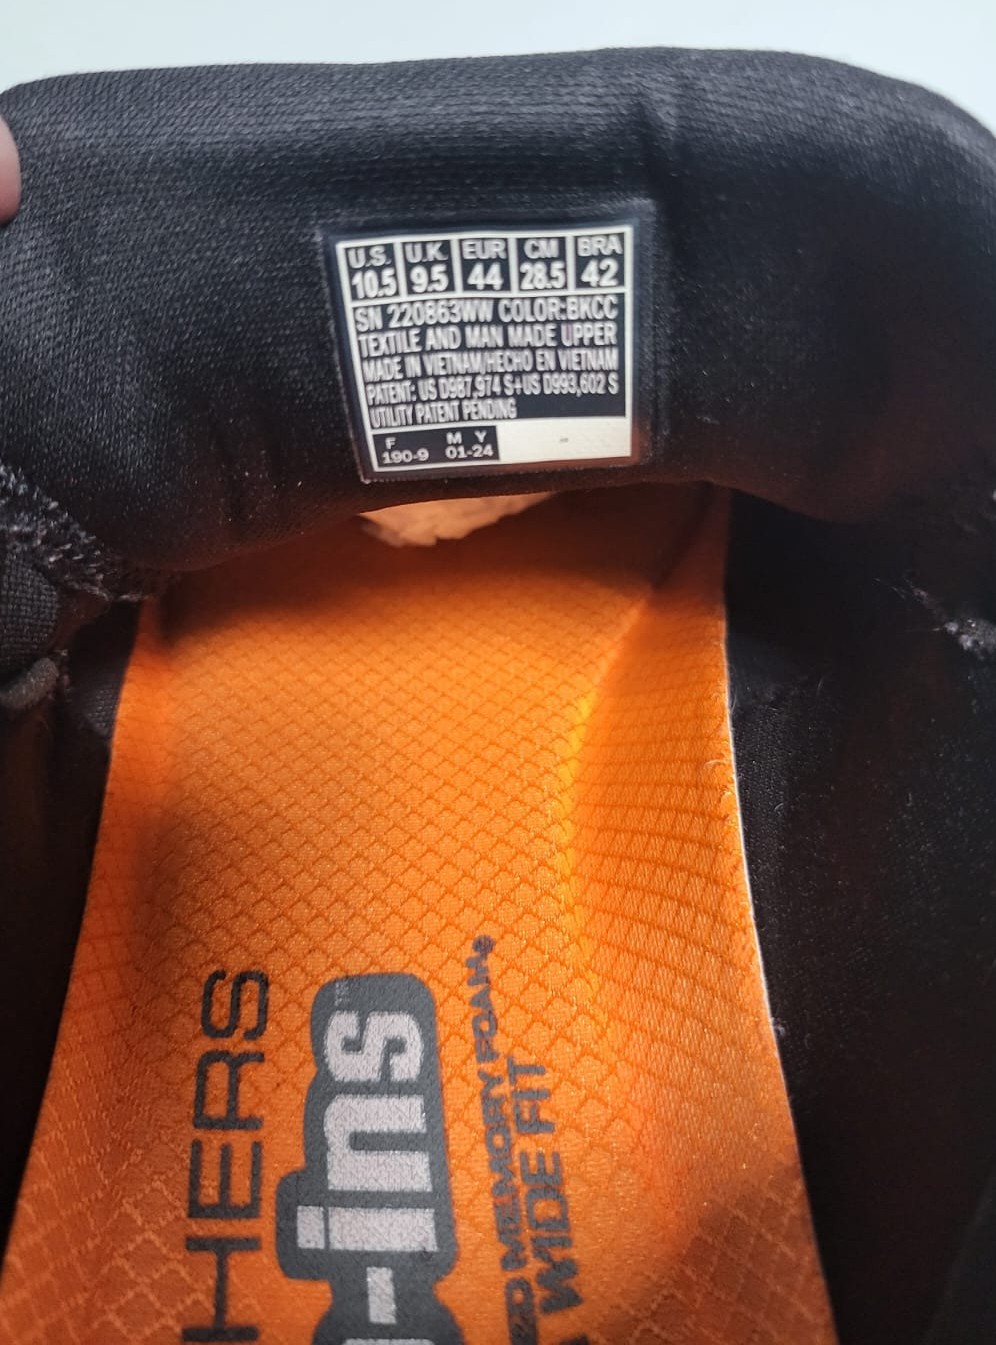 U.S. U.K. EUR CM BRA
10.5 9.5 44 28.5 42
SN 220863WW COLOR:BKCC
TEXTILE AND MAN MADE UPPER
MADE IN VIETNAM/HECHO EN VIETNAM
PATENT: US D987,974 S+US D993,602 S
UTILITY PATENT PENDING
F M Y
190-9 01-24
HERS
-ins™
ED MEMORY FOAM®
WIDE FIT